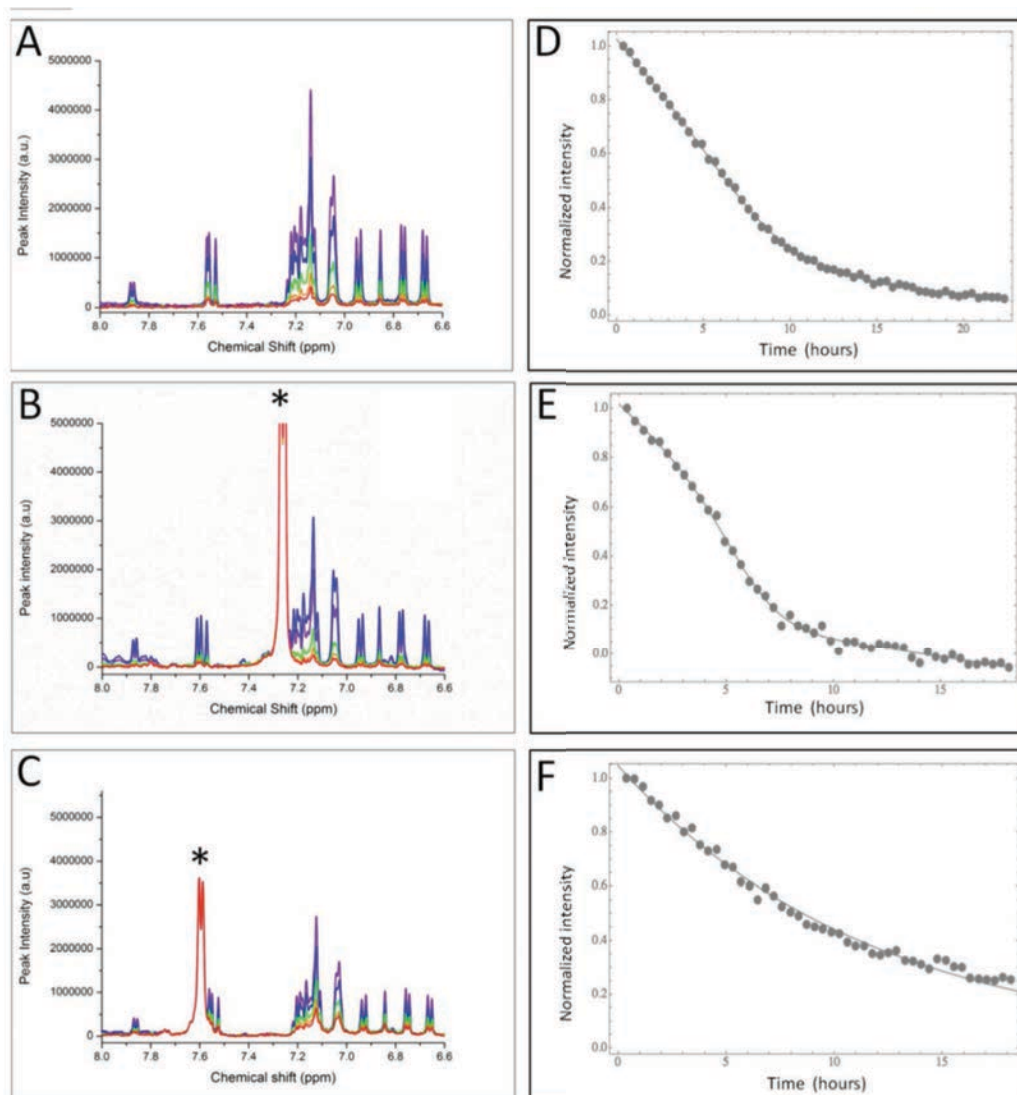 A
Peak Intensity (a.u.)
5000000
4000000
3000000
2000000
1000000
0
8.0 7.8 7.6 7.4 7.2 7.0 6.8 6.6
Chemical Shift (ppm)
D
Normalized intensity
1.0
0.8
0.6
0.4
0.2
0.0
0 5 10 15 20
Time (hours)
B
*
Peak intensity (a.u)
5000000
4000000
3000000
2000000
1000000
0
8.0 7.8 7.6 7.4 7.2 7.0 6.8 6.6
Chemical Shift (ppm)
E
Normalized intensity
1.0
0.8
0.6
0.4
0.2
0.0
0 5 10 15
Time (hours)
C
*
Peak Intensity (a.u)
5000000
4000000
3000000
2000000
1000000
0
8.0 7.8 7.6 7.4 7.2 7.0 6.8 6.6
Chemical shift (ppm)
F
Normalized intensity
1.0
0.8
0.6
0.4
0.2
0.0
0 5 10 15
Time (hours)